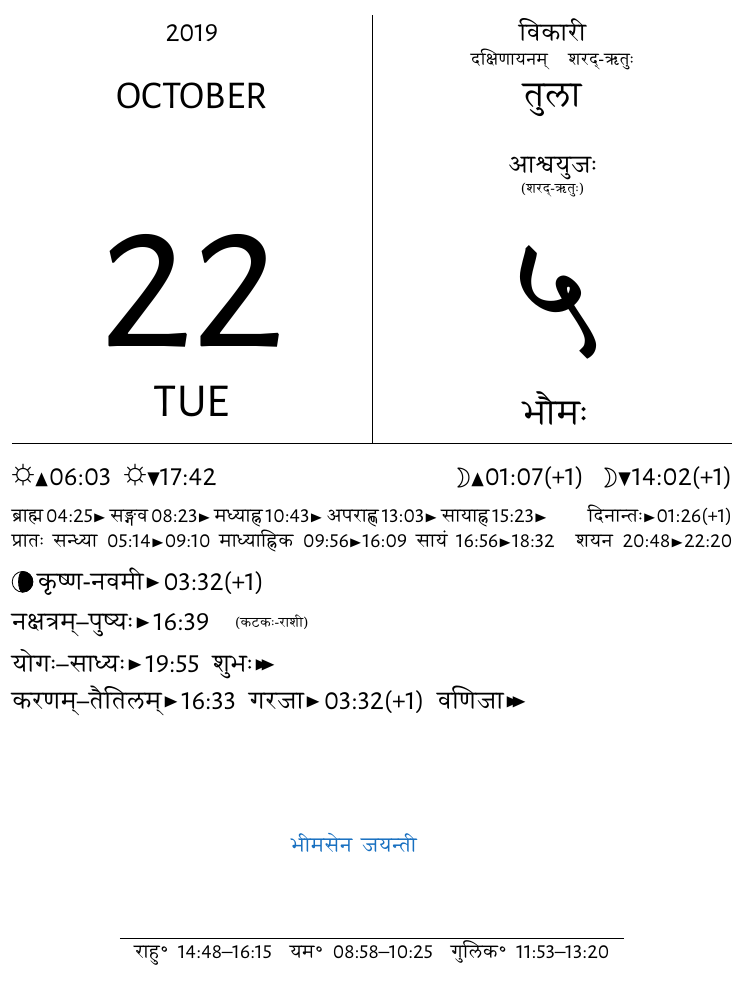 2019
OCTOBER
22
TUE
विकारी
दक्षिणायनम् शरद्-ऋतुः
तुला
आश्वयुजः
(शरद्-ऋतुः)
५
भौमः
▲06:03 ▼17:42 ▲01:07(+1) ▼14:02(+1)
ब्राह्म 04:25► सङ्गव 08:23► मध्याह्न 10:43► अपराह्ण 13:03► सायाह्न 15:23► दिनान्तः►01:26(+1)
प्रातः सन्ध्या 05:14►09:10 माध्याह्निक 09:56►16:09 सायं 16:56►18:32 शयन 20:48►22:20
कृष्ण-नवमी►03:32(+1)
नक्षत्रम्–पुष्यः►16:39 (कटकः-राशी)
योगः–साध्यः►19:55 शुभः►►
करणम्–तैतिलम्►16:33 गरजा►03:32(+1) वणिजा►►
भीमसेन जयन्ती
राहु॰ 14:48–16:15 यम॰ 08:58–10:25 गुलिक॰ 11:53–13:20